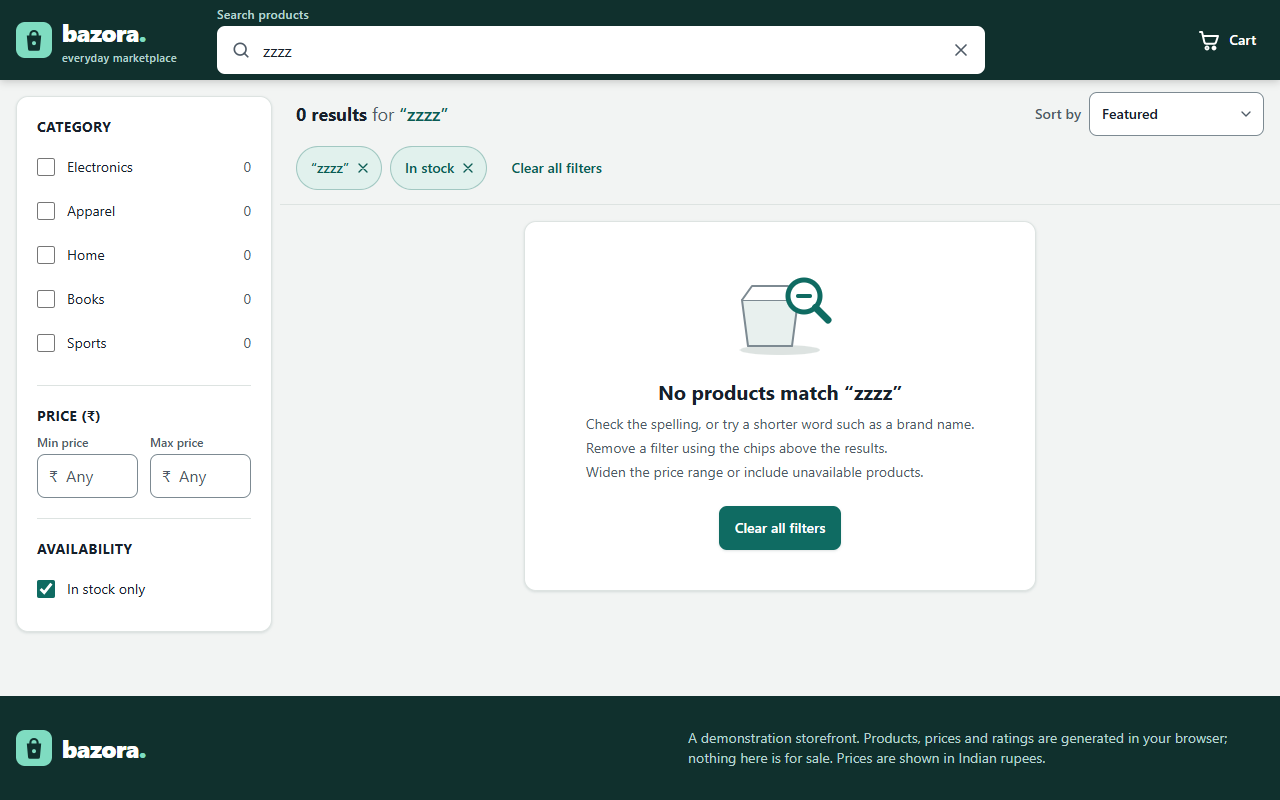 bazora.
everyday marketplace
Search products
zzzz
Cart
CATEGORY
Electronics 0
Apparel 0
Home 0
Books 0
Sports 0
PRICE (₹)
Min price Max price
₹ Any ₹ Any
AVAILABILITY
In stock only
0 results for “zzzz”
Sort by Featured
“zzzz” In stock Clear all filters
No products match “zzzz”
Check the spelling, or try a shorter word such as a brand name.
Remove a filter using the chips above the results.
Widen the price range or include unavailable products.
Clear all filters
bazora.
A demonstration storefront. Products, prices and ratings are generated in your browser;
nothing here is for sale. Prices are shown in Indian rupees.